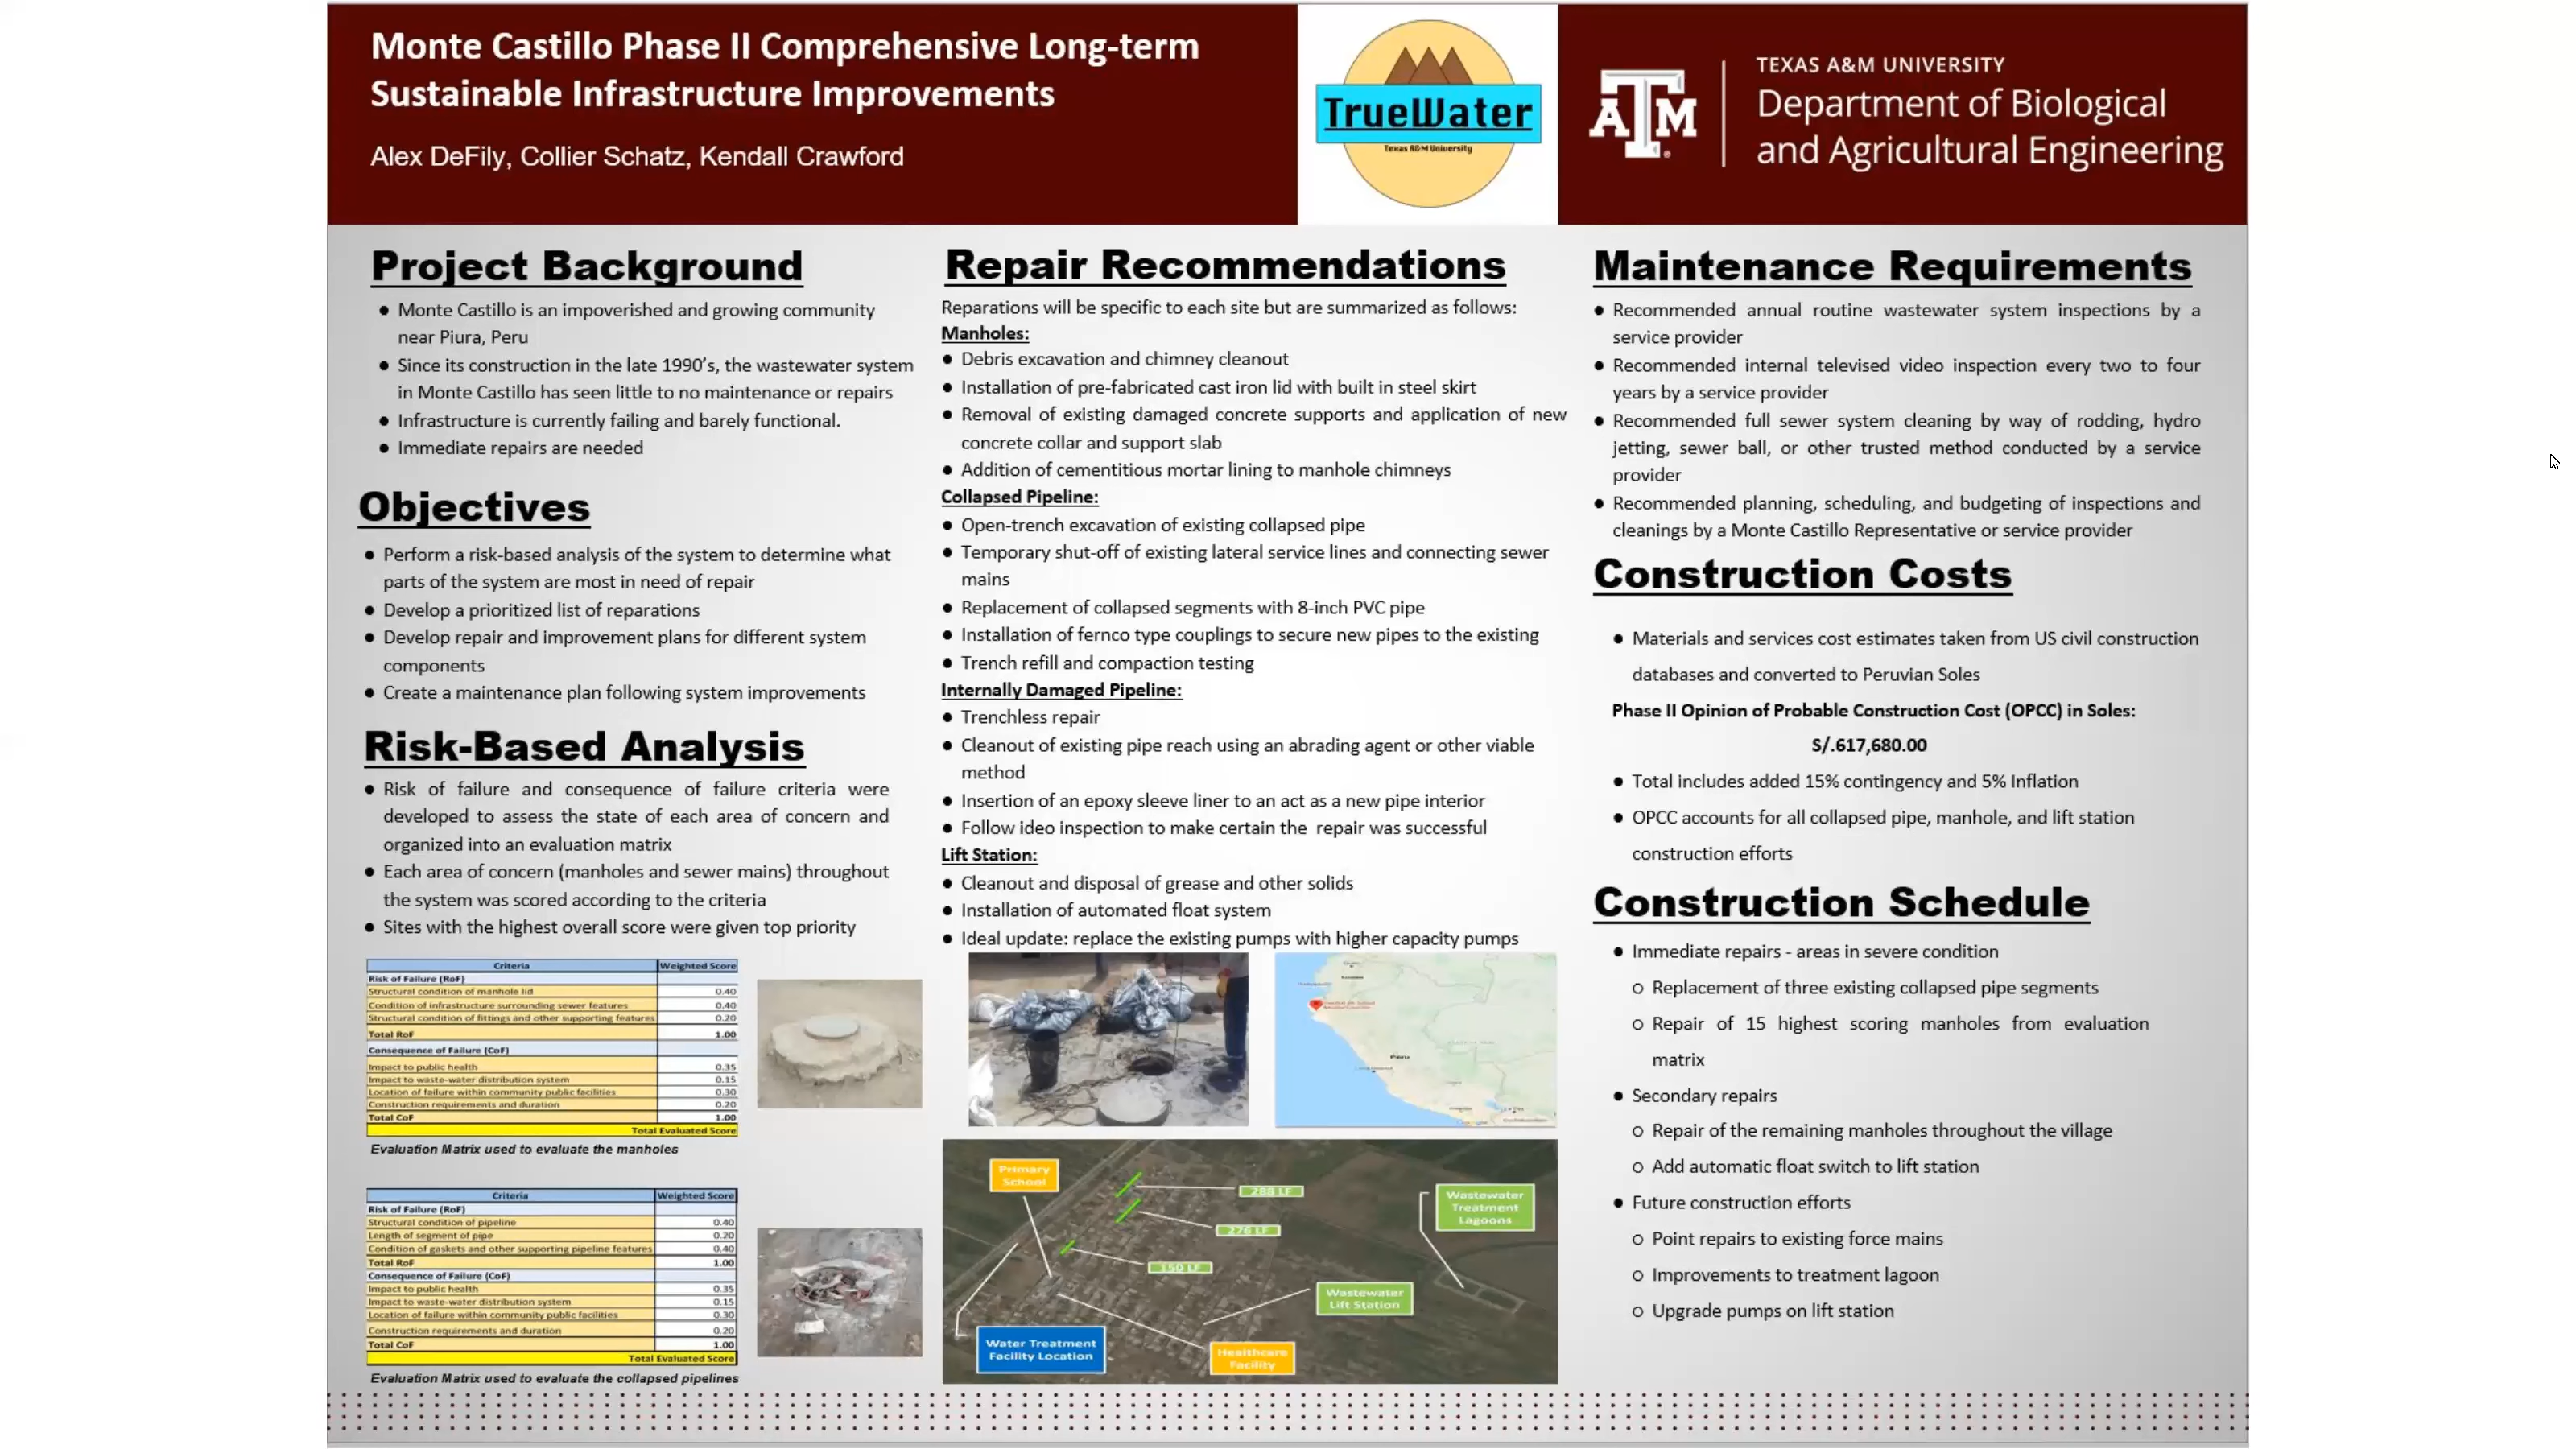 Monte Castillo Phase II Comprehensive Long-term
Sustainable Infrastructure Improvements
Alex DeFily, Collier Schatz, Kendall Crawford
TrueWater
Texas A&M University
ATM
TEXAS A&M UNIVERSITY
Department of Biological
and Agricultural Engineering
Project Background
● Monte Castillo is an impoverished and growing community
near Piura, Peru
● Since its construction in the late 1990's, the wastewater system
in Monte Castillo has seen little to no maintenance or repairs
● Infrastructure is currently failing and barely functional.
● Immediate repairs are needed
Objectives
● Perform a risk-based analysis of the system to determine what
parts of the system are most in need of repair
● Develop a prioritized list of reparations
● Develop repair and improvement plans for different system
components
● Create a maintenance plan following system improvements
Risk-Based Analysis
● Risk of failure and consequence of failure criteria were
developed to assess the state of each area of concern and
organized into an evaluation matrix
● Each area of concern (manholes and sewer mains) throughout
the system was scored according to the criteria
● Sites with the highest overall score were given top priority
Criteria Weighted Score
Risk of Failure (RoF)
Structural condition of manhole lid 0.40
Condition of infrastructure surrounding sewer features 0.40
Structural condition of fittings and other supporting features 0.20
Total RoF 1.00
Consequence of Failure (CoF)
Impact to public health 0.35
Impact to waste-water distribution system 0.15
Location of failure within community public facilities 0.30
Construction requirements and duration 0.20
Total CoF 1.00
Total Evaluated Score
Evaluation Matrix used to evaluate the manholes
Criteria Weighted Score
Risk of Failure (RoF)
Structural condition of pipeline 0.40
Length of segment of pipe 0.20
Condition of gaskets and other supporting pipeline features 0.40
Total RoF 1.00
Consequence of Failure (CoF)
Impact to public health 0.35
Impact to waste-water distribution system 0.15
Location of failure within community public facilities 0.30
Construction requirements and duration 0.20
Total CoF 1.00
Total Evaluated Score
Evaluation Matrix used to evaluate the collapsed pipelines
Repair Recommendations
Reparations will be specific to each site but are summarized as follows:
Manholes:
● Debris excavation and chimney cleanout
● Installation of pre-fabricated cast iron lid with built in steel skirt
● Removal of existing damaged concrete supports and application of new
concrete collar and support slab
● Addition of cementitious mortar lining to manhole chimneys
Collapsed Pipeline:
● Open-trench excavation of existing collapsed pipe
● Temporary shut-off of existing lateral service lines and connecting sewer
mains
● Replacement of collapsed segments with 8-inch PVC pipe
● Installation of fernco type couplings to secure new pipes to the existing
● Trench refill and compaction testing
Internally Damaged Pipeline:
● Trenchless repair
● Cleanout of existing pipe reach using an abrading agent or other viable
method
● Insertion of an epoxy sleeve liner to an act as a new pipe interior
● Follow ideo inspection to make certain the repair was successful
Lift Station:
● Cleanout and disposal of grease and other solids
● Installation of automated float system
● Ideal update: replace the existing pumps with higher capacity pumps
Peru
Google
Primary
School
288 LF
276 LF
150 LF
Wastewater
Treatment
Lagoons
Wastewater
Lift Station
Water Treatment
Facility Location
Healthcare
Facility
Maintenance Requirements
● Recommended annual routine wastewater system inspections by a
service provider
● Recommended internal televised video inspection every two to four
years by a service provider
● Recommended full sewer system cleaning by way of rodding, hydro
jetting, sewer ball, or other trusted method conducted by a service
provider
● Recommended planning, scheduling, and budgeting of inspections and
cleanings by a Monte Castillo Representative or service provider
Construction Costs
● Materials and services cost estimates taken from US civil construction
databases and converted to Peruvian Soles
Phase II Opinion of Probable Construction Cost (OPCC) in Soles:
S/.617,680.00
● Total includes added 15% contingency and 5% Inflation
● OPCC accounts for all collapsed pipe, manhole, and lift station
construction efforts
Construction Schedule
● Immediate repairs - areas in severe condition
○ Replacement of three existing collapsed pipe segments
○ Repair of 15 highest scoring manholes from evaluation
matrix
● Secondary repairs
○ Repair of the remaining manholes throughout the village
○ Add automatic float switch to lift station
● Future construction efforts
○ Point repairs to existing force mains
○ Improvements to treatment lagoon
○ Upgrade pumps on lift station